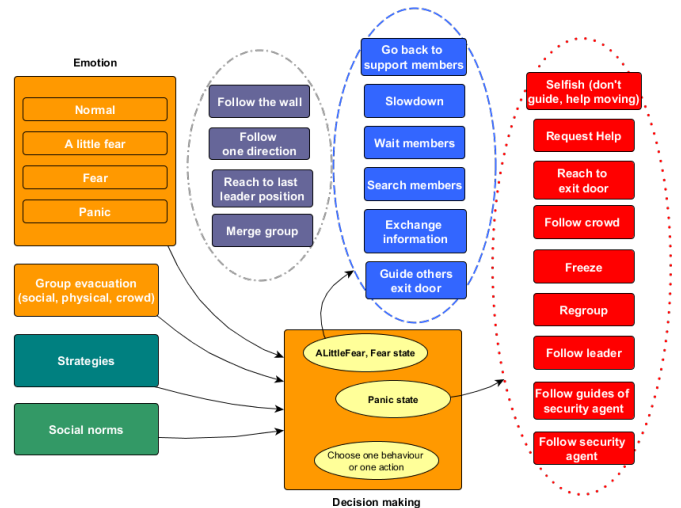 Emotion
Normal
A little fear
Fear
Panic
Group evacuation
(social, physical, crowd)
Strategies
Social norms
Follow the wall
Follow
one direction
Reach to last
leader position
Merge group
Go back to
support members
Slowdown
Wait members
Search members
Exchange
information
Guide others
exit door
ALittleFear, Fear state
Panic state
Choose one behaviour
or one action
Decision making
Selfish (don't
guide, help moving)
Request Help
Reach to
exit door
Follow crowd
Freeze
Regroup
Follow leader
Follow guides of
security agent
Follow security
agent